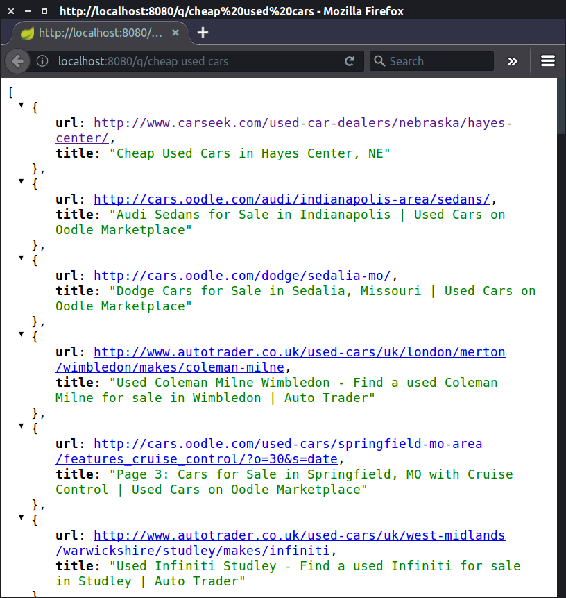 http://localhost:8080/q/cheap%20used%20cars - Mozilla Firefox
http://localhost:8080/...
localhost:8080/q/cheap used cars
Search
[
{
url: http://www.carseek.com/used-car-dealers/nebraska/hayes-
center/,
title: "Cheap Used Cars in Hayes Center, NE"
},
{
url: http://cars.oodle.com/audi/indianapolis-area/sedans/,
title: "Audi Sedans for Sale in Indianapolis | Used Cars on
Oodle Marketplace"
},
{
url: http://cars.oodle.com/dodge/sedalia-mo/,
title: "Dodge Cars for Sale in Sedalia, Missouri | Used Cars on
Oodle Marketplace"
},
{
url: http://www.autotrader.co.uk/used-cars/uk/london/merton
/wimbledon/makes/coleman-milne,
title: "Used Coleman Milne Wimbledon - Find a used Coleman
Milne for sale in Wimbledon | Auto Trader"
},
{
url: http://cars.oodle.com/used-cars/springfield-mo-area
/features_cruise_control/?o=30&s=date,
title: "Page 3: Cars for Sale in Springfield, MO with Cruise
Control | Used Cars on Oodle Marketplace"
},
{
url: http://www.autotrader.co.uk/used-cars/uk/west-midlands
/warwickshire/studley/makes/infiniti,
title: "Used Infiniti Studley - Find a used Infiniti for sale
in Studley | Auto Trader"
}